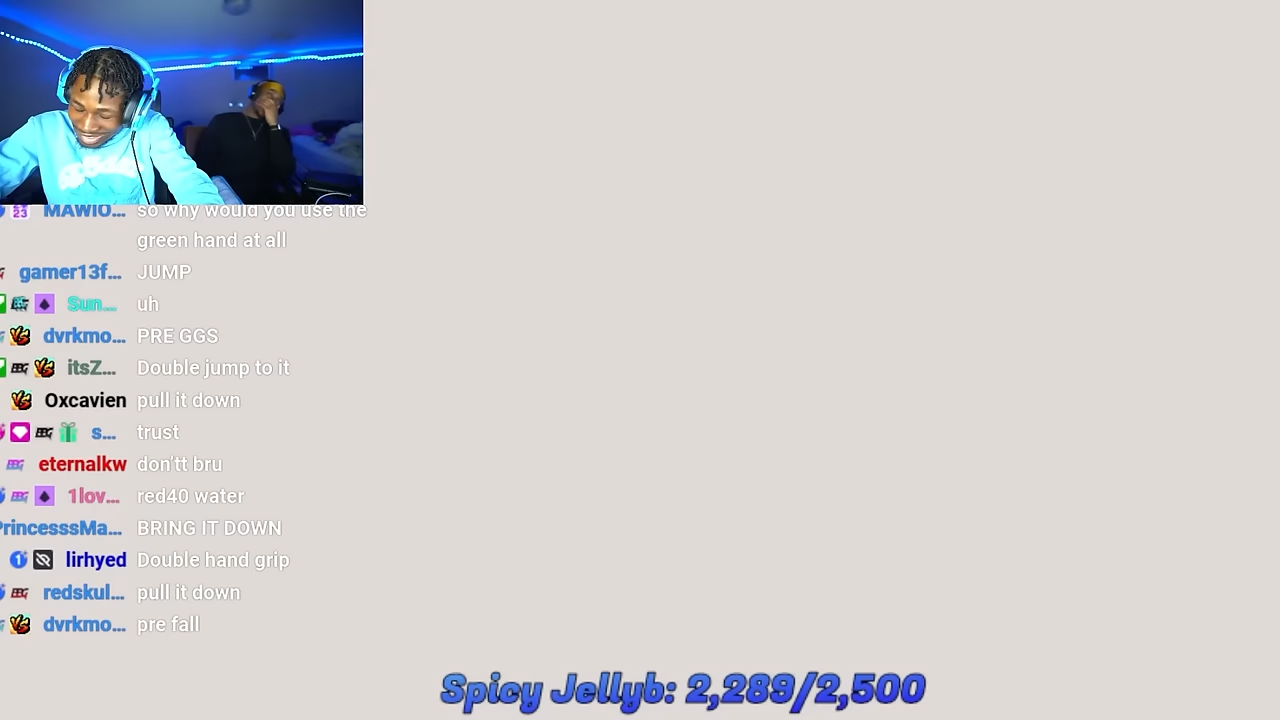 MAWIO... so why would you use the
green hand at all
gamer13f... JUMP
Sun... uh
dvrkmo... PRE GGS
itsZ... Double jump to it
Oxcavien pull it down
s... trust
eternalkw don'tt bru
1lov... red40 water
PrincesssMa... BRING IT DOWN
lirhyed Double hand grip
redskul... pull it down
dvrkmo... pre fall
Spicy Jellyb: 2,289/2,500